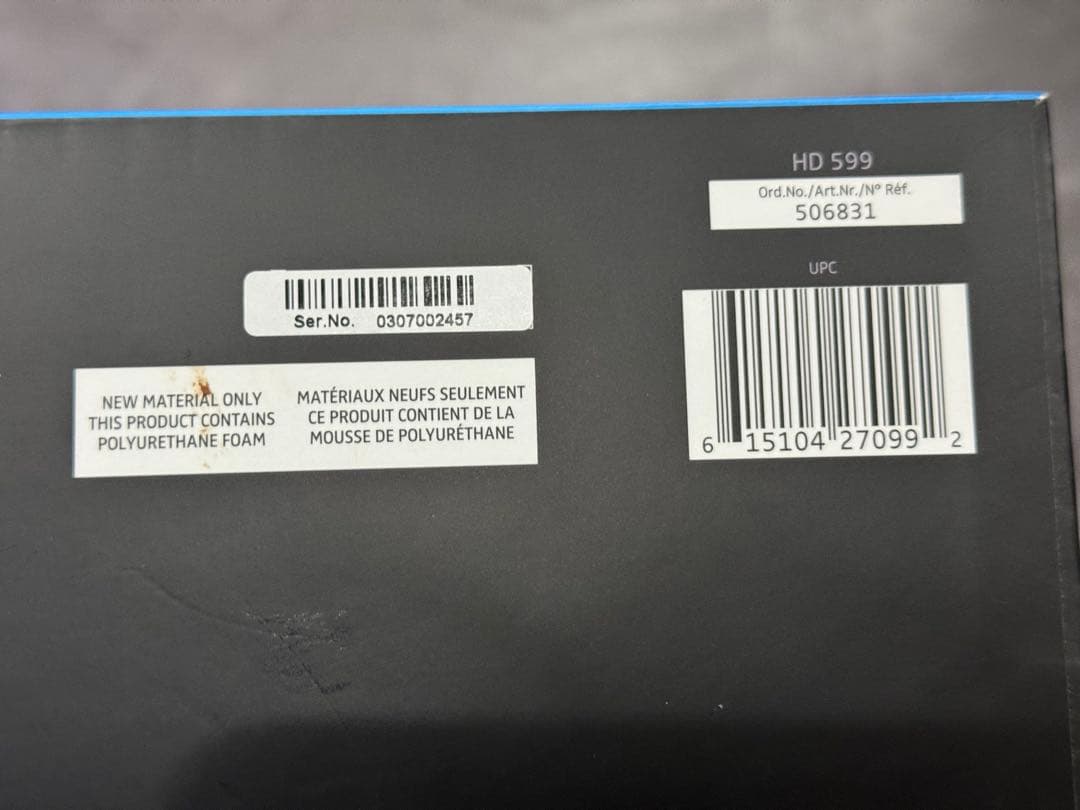 HD 599
Ord.No./Art.Nr./N° Réf.
506831
UPC
6 15104 27099 2
Ser.No. 0307002457
NEW MATERIAL ONLY
THIS PRODUCT CONTAINS
POLYURETHANE FOAM
MATÉRIAUX NEUFS SEULEMENT
CE PRODUIT CONTIENT DE LA
MOUSSE DE POLYURÉTHANE